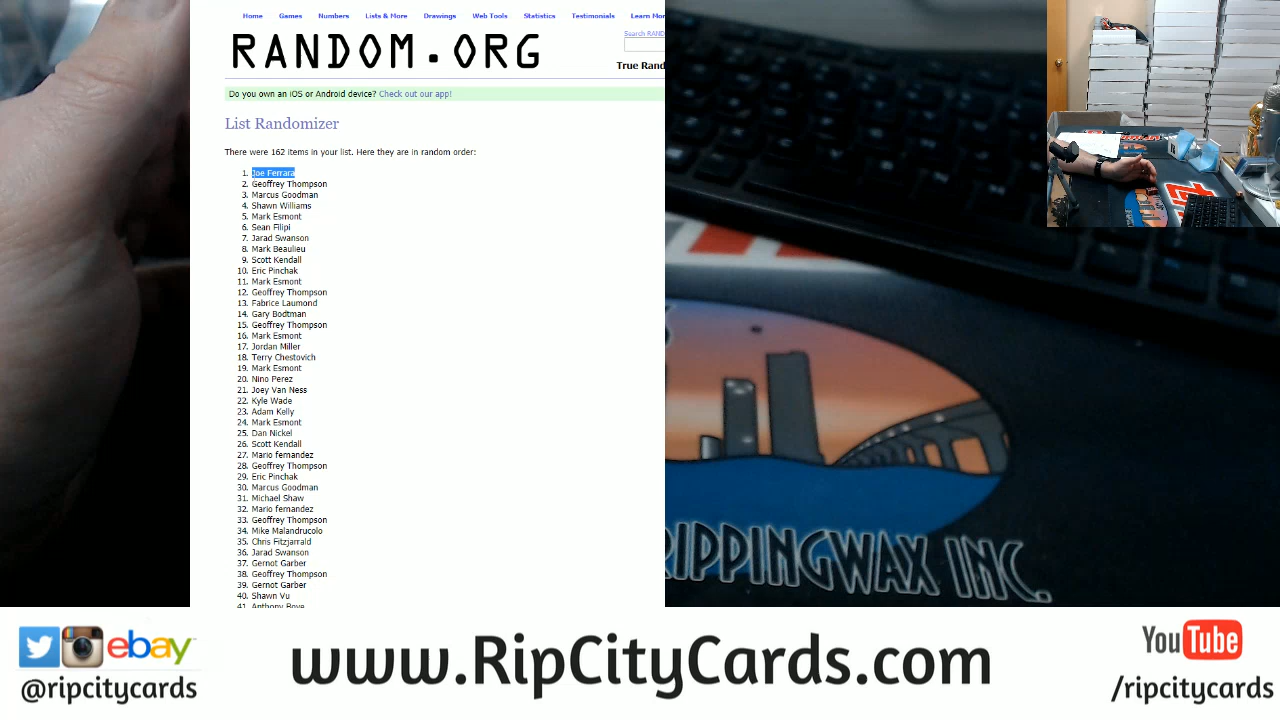 Home Games Numbers Lists & More Drawings Web Tools Statistics Testimonials Learn Mor
RANDOM.ORG
Search RAND
True Rand
Do you own an iOS or Android device? Check out our app!
List Randomizer
There were 162 items in your list. Here they are in random order:
1. Joe Ferrara
2. Geoffrey Thompson
3. Marcus Goodman
4. Shawn Williams
5. Mark Esmont
6. Sean Filipi
7. Jarad Swanson
8. Mark Beaulieu
9. Scott Kendall
10. Eric Pinchak
11. Mark Esmont
12. Geoffrey Thompson
13. Fabrice Laumond
14. Gary Bodtman
15. Geoffrey Thompson
16. Mark Esmont
17. Jordan Miller
18. Terry Chestovich
19. Mark Esmont
20. Nino Perez
21. Joey Van Ness
22. Kyle Wade
23. Adam Kelly
24. Mark Esmont
25. Dan Nickel
26. Scott Kendall
27. Mario fernandez
28. Geoffrey Thompson
29. Eric Pinchak
30. Marcus Goodman
31. Michael Shaw
32. Mario fernandez
33. Geoffrey Thompson
34. Mike Malandrucolo
35. Chris Fitzjarrald
36. Jarad Swanson
37. Gernot Garber
38. Geoffrey Thompson
39. Gernot Garber
40. Shawn Vu
41. Anthony Bove
RIPPINGWAX INC.
ebay
@ripcitycards
www.RipCityCards.com
YouTube
/ripcitycards